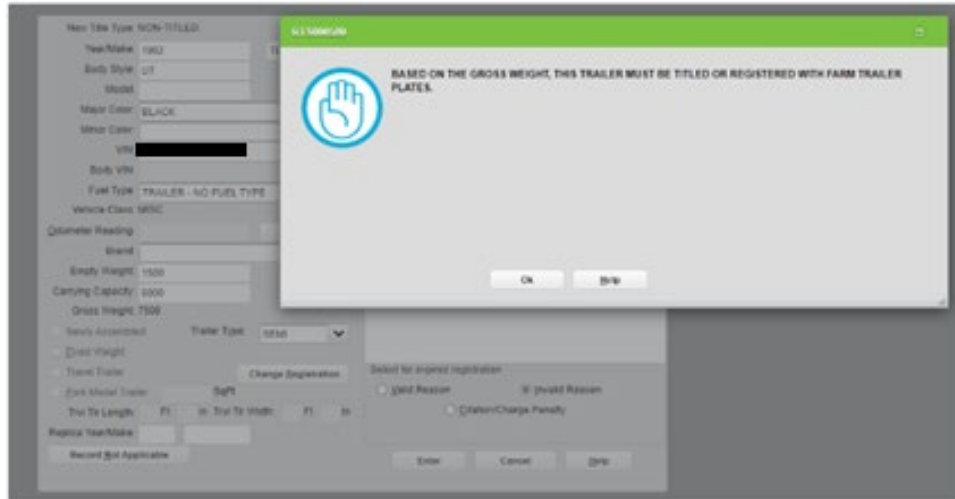 New Title Type: NON-TITLED
Year/Make: 1992
Body Style: UT
Model:
Major Color: BLACK
Minor Color:
VIN
Body VIN
Fuel Type TRAILER - NO FUEL TYPE
Vehicle Class: MISC
Odometer Reading:
Brand
Empty Weight: 1500
Carrying Capacity: 6000
Gross Weight: 7500
Newly Assembled Trailer Type: SEMI
Fixed Weight
Travel Trailer Change Registration
Park Model Trailer SqFt
Trvl Tlr Length: Ft In Trvl Tlr Width: Ft In
Replica Year/Make:
Record Not Applicable
BASED ON THE GROSS WEIGHT, THIS TRAILER MUST BE TITLED OR REGISTERED WITH FARM TRAILER
PLATES.
Ok Help
Select for expired registration
Valid Reason Invalid Reason
Citation/Charge Penalty
Enter Cancel Help